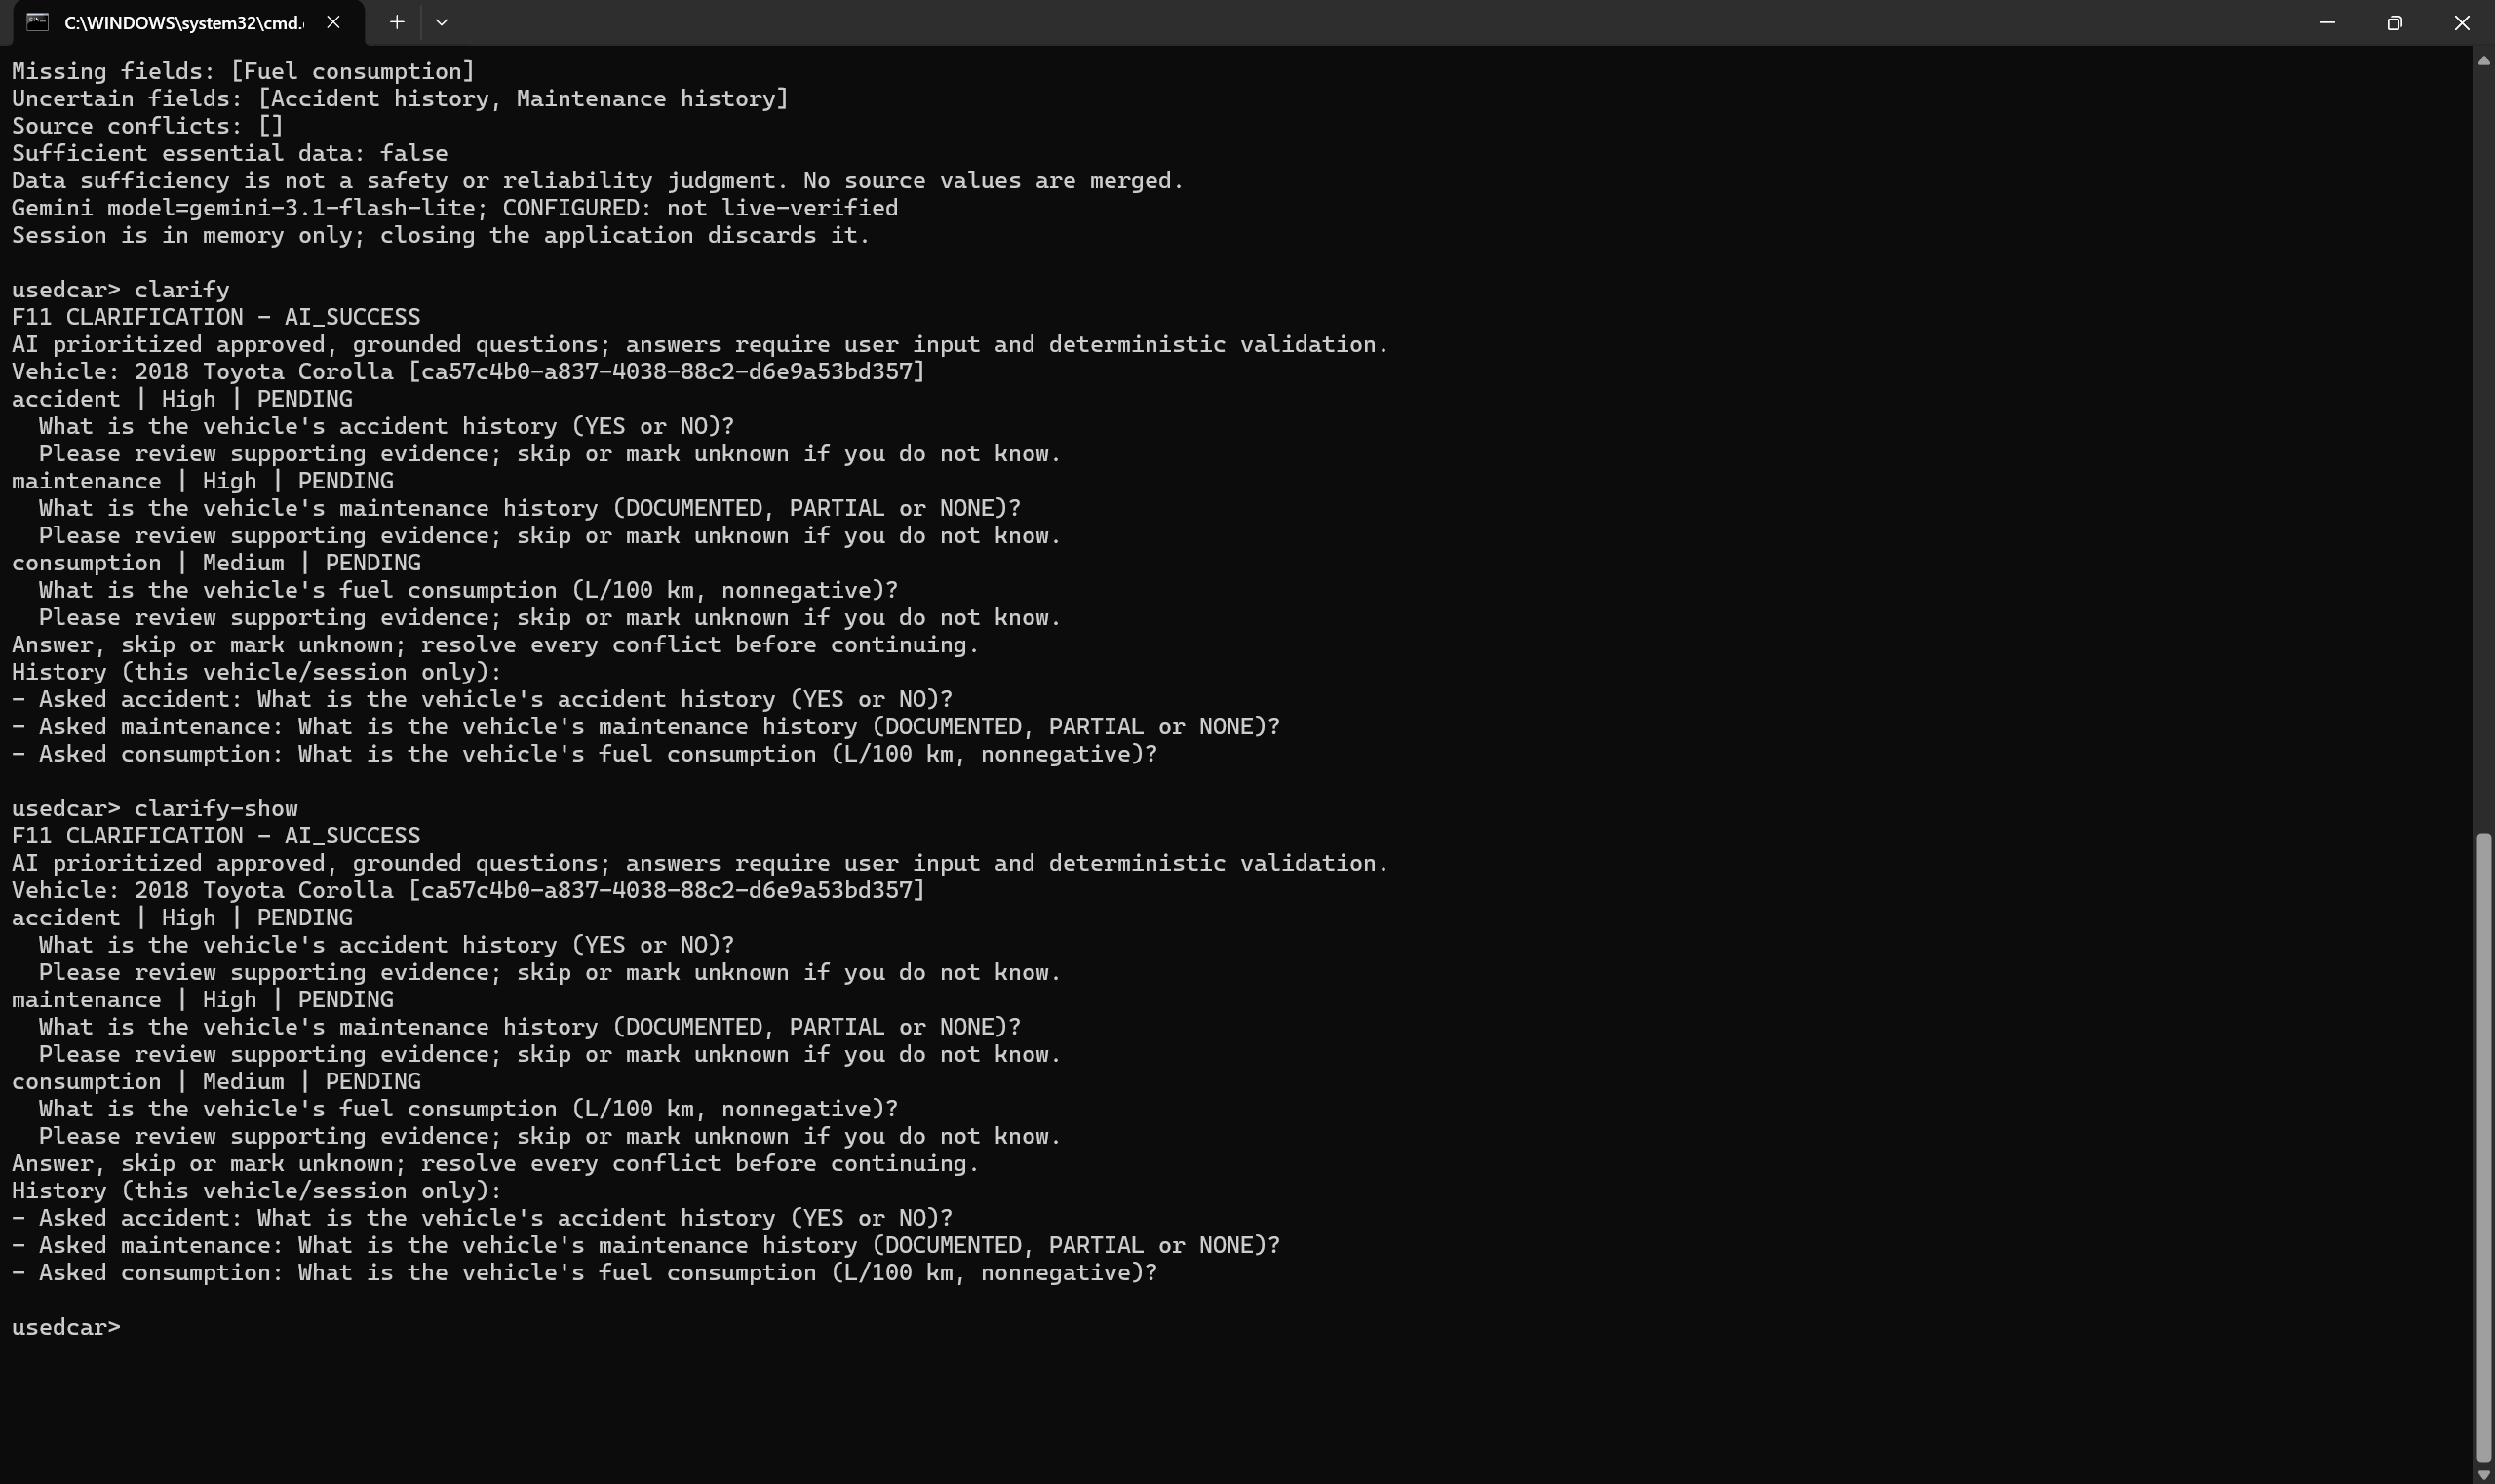 C:\WINDOWS\system32\cmd.
Missing fields: [Fuel consumption]
Uncertain fields: [Accident history, Maintenance history]
Source conflicts: []
Sufficient essential data: false
Data sufficiency is not a safety or reliability judgment. No source values are merged.
Gemini model=gemini-3.1-flash-lite; CONFIGURED: not live-verified
Session is in memory only; closing the application discards it.
usedcar> clarify
F11 CLARIFICATION - AI_SUCCESS
AI prioritized approved, grounded questions; answers require user input and deterministic validation.
Vehicle: 2018 Toyota Corolla [ca57c4b0-a837-4038-88c2-d6e9a53bd357]
accident | High | PENDING
What is the vehicle's accident history (YES or NO)?
Please review supporting evidence; skip or mark unknown if you do not know.
maintenance | High | PENDING
What is the vehicle's maintenance history (DOCUMENTED, PARTIAL or NONE)?
Please review supporting evidence; skip or mark unknown if you do not know.
consumption | Medium | PENDING
What is the vehicle's fuel consumption (L/100 km, nonnegative)?
Please review supporting evidence; skip or mark unknown if you do not know.
Answer, skip or mark unknown; resolve every conflict before continuing.
History (this vehicle/session only):
- Asked accident: What is the vehicle's accident history (YES or NO)?
- Asked maintenance: What is the vehicle's maintenance history (DOCUMENTED, PARTIAL or NONE)?
- Asked consumption: What is the vehicle's fuel consumption (L/100 km, nonnegative)?
usedcar> clarify-show
F11 CLARIFICATION - AI_SUCCESS
AI prioritized approved, grounded questions; answers require user input and deterministic validation.
Vehicle: 2018 Toyota Corolla [ca57c4b0-a837-4038-88c2-d6e9a53bd357]
accident | High | PENDING
What is the vehicle's accident history (YES or NO)?
Please review supporting evidence; skip or mark unknown if you do not know.
maintenance | High | PENDING
What is the vehicle's maintenance history (DOCUMENTED, PARTIAL or NONE)?
Please review supporting evidence; skip or mark unknown if you do not know.
consumption | Medium | PENDING
What is the vehicle's fuel consumption (L/100 km, nonnegative)?
Please review supporting evidence; skip or mark unknown if you do not know.
Answer, skip or mark unknown; resolve every conflict before continuing.
History (this vehicle/session only):
- Asked accident: What is the vehicle's accident history (YES or NO)?
- Asked maintenance: What is the vehicle's maintenance history (DOCUMENTED, PARTIAL or NONE)?
- Asked consumption: What is the vehicle's fuel consumption (L/100 km, nonnegative)?
usedcar>